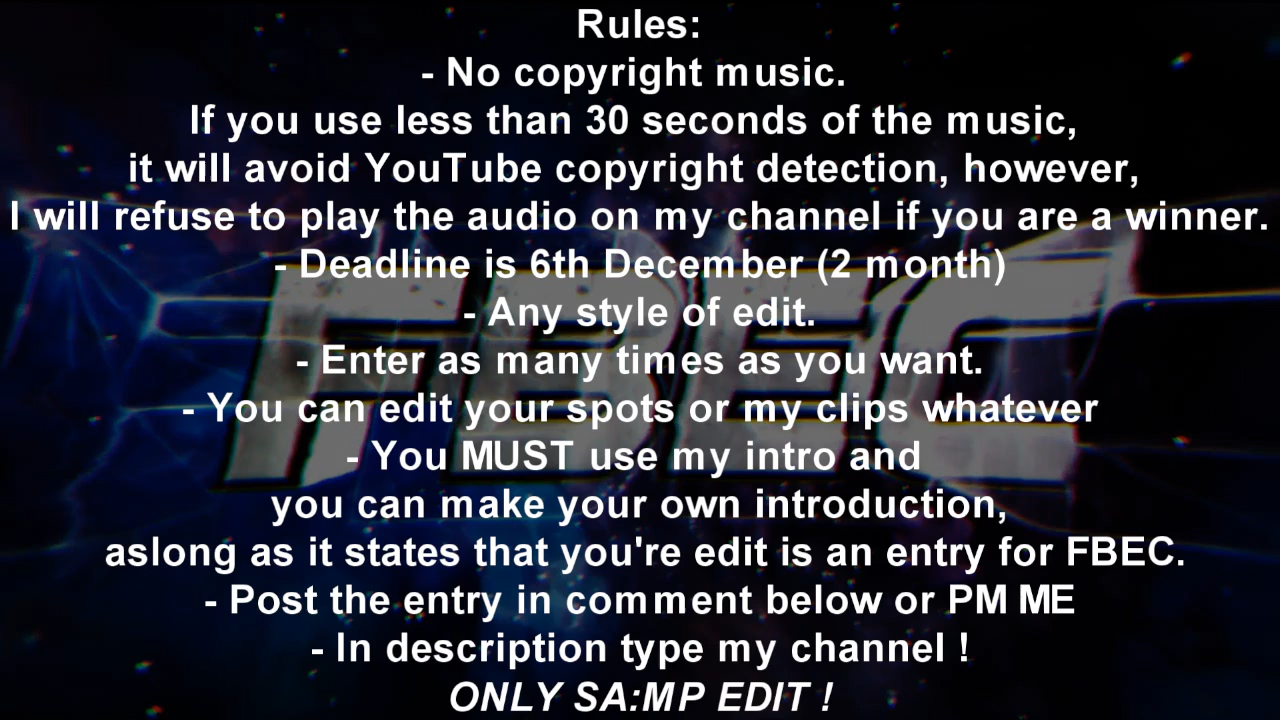 Rules:
- No copyright music.
If you use less than 30 seconds of the music,
it will avoid YouTube copyright detection, however,
I will refuse to play the audio on my channel if you are a winner.
- Deadline is 6th December (2 month)
- Any style of edit.
- Enter as many times as you want.
- You can edit your spots or my clips whatever
- You MUST use my intro and
you can make your own introduction,
aslong as it states that you're edit is an entry for FBEC.
- Post the entry in comment below or PM ME
- In description type my channel !
ONLY SA:MP EDIT !
FBEC